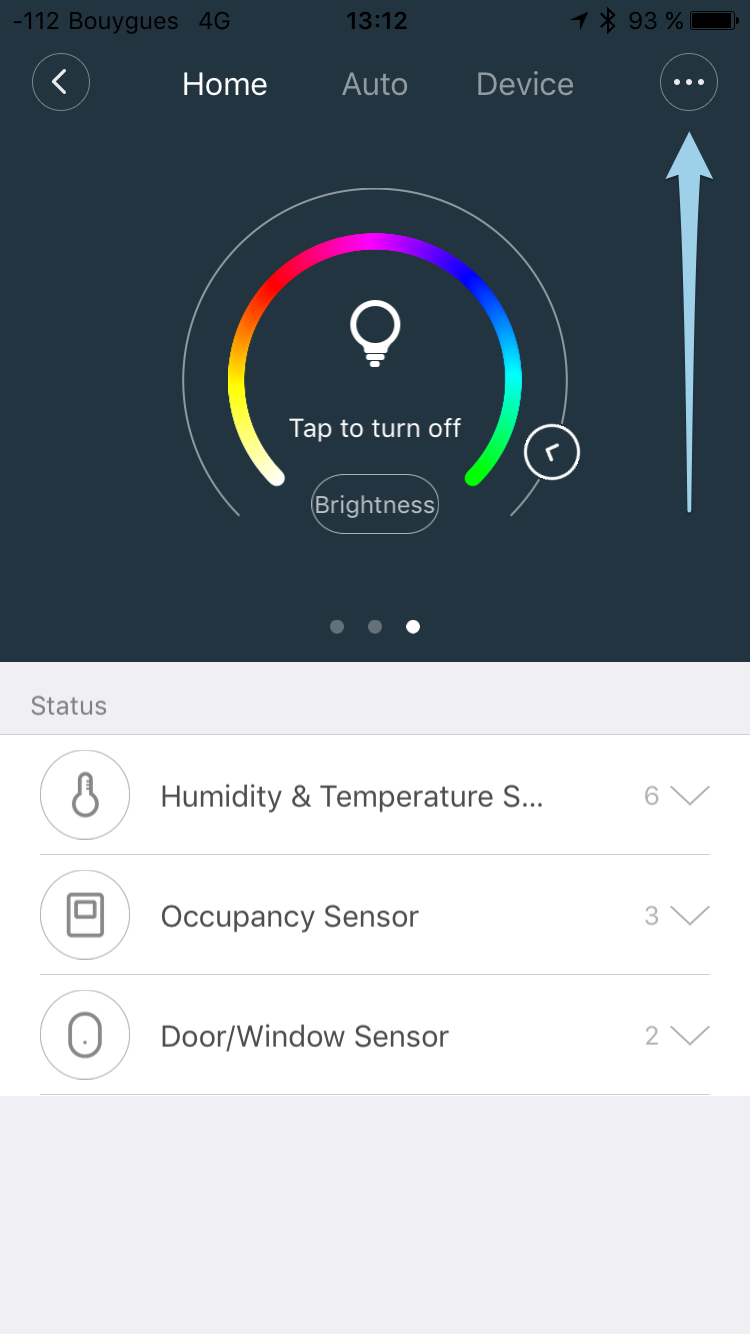 -112 Bouygues 4G 13:12 93 %
Home Auto Device
Tap to turn off
Brightness
Status
Humidity & Temperature S... 6
Occupancy Sensor 3
Door/Window Sensor 2